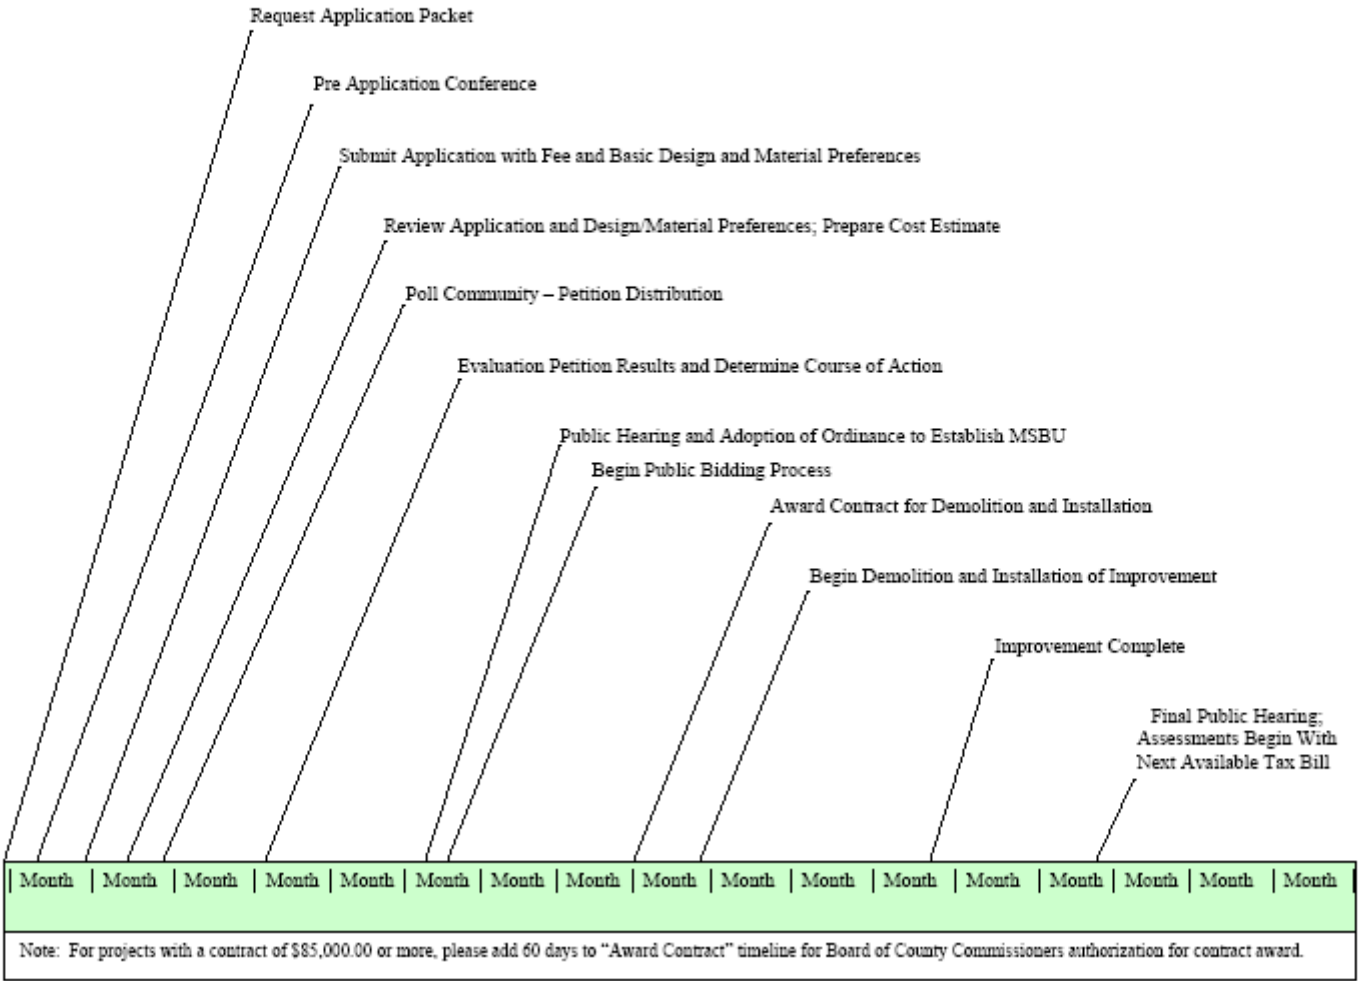 Request Application Packet
Pre Application Conference
Submit Application with Fee and Basic Design and Material Preferences
Review Application and Design/Material Preferences; Prepare Cost Estimate
Poll Community – Petition Distribution
Evaluation Petition Results and Determine Course of Action
Public Hearing and Adoption of Ordinance to Establish MSBU
Begin Public Bidding Process
Award Contract for Demolition and Installation
Begin Demolition and Installation of Improvement
Improvement Complete
Final Public Hearing;
Assessments Begin With
Next Available Tax Bill
Month Month Month Month Month Month Month Month Month Month Month Month Month Month Month Month Month
Note: For projects with a contract of $85,000.00 or more, please add 60 days to “Award Contract” timeline for Board of County Commissioners authorization for contract award.